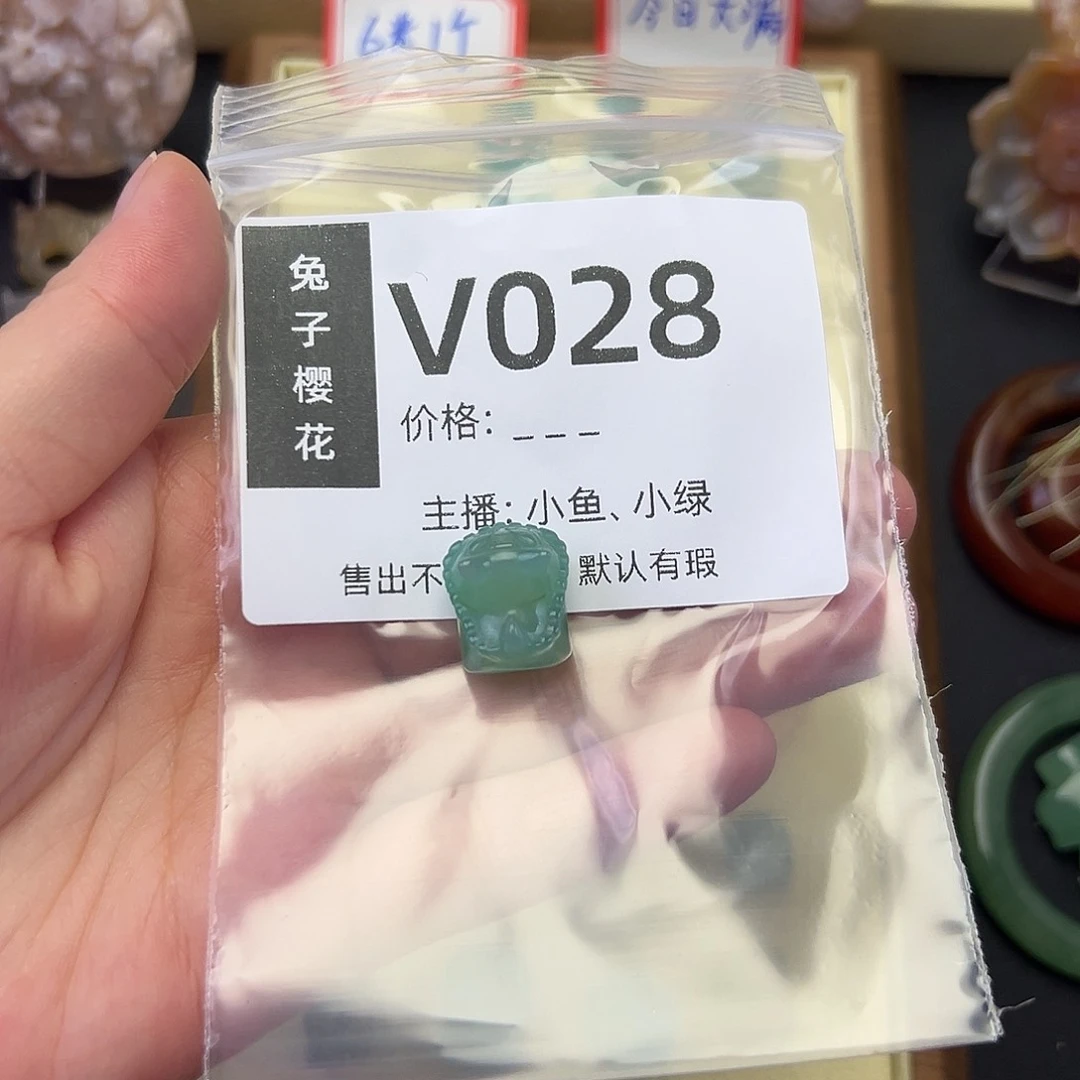 兔子樱花
V028
价格: _ _ _
主播: 小鱼、小绿
售出不 默认有瑕